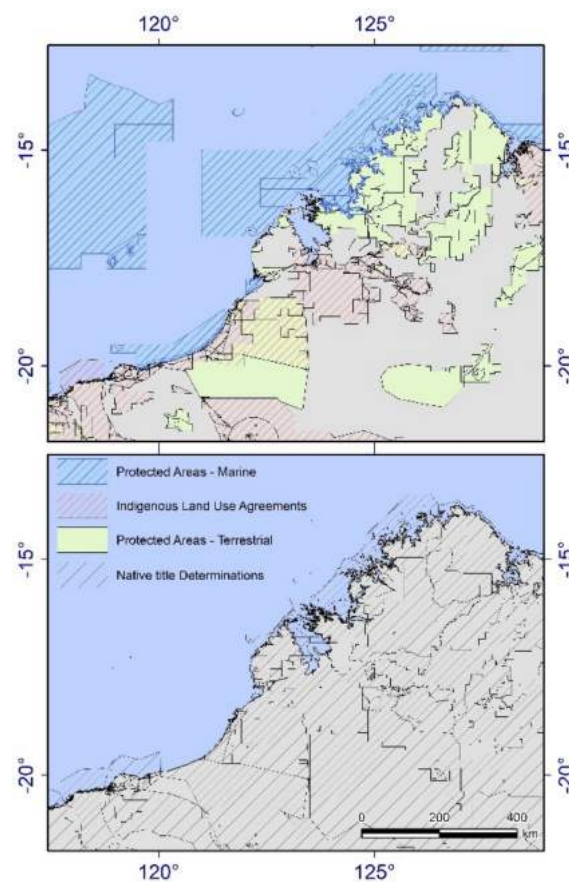 120° 125°
-15° -15°
-20° -20°
Protected Areas - Marine
Indigenous Land Use Agreements
Protected Areas - Terrestrial
Native title Determinations
-15° -15°
-20° -20°
0 200 400
km
120° 125°